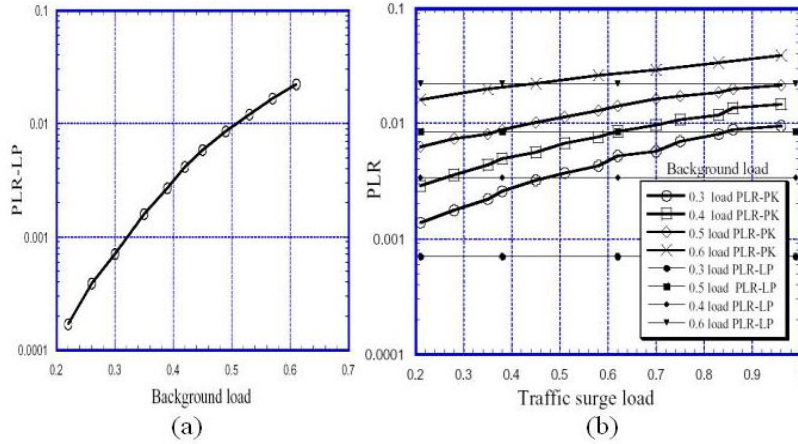 0.1
0.01
0.001
0.0001
PLR-LP
0.2 0.3 0.4 0.5 0.6 0.7
Background load
(a)
0.1
0.01
0.001
0.0001
PLR
Background load
0.3 load PLR-PK
0.4 load PLR-PK
0.5 load PLR-PK
0.6 load PLR-PK
0.3 load PLR-LP
0.5 load PLR-LP
0.4 load PLR-LP
0.6 load PLR-LP
0.2 0.3 0.4 0.5 0.6 0.7 0.8 0.9
Traffic surge load
(b)